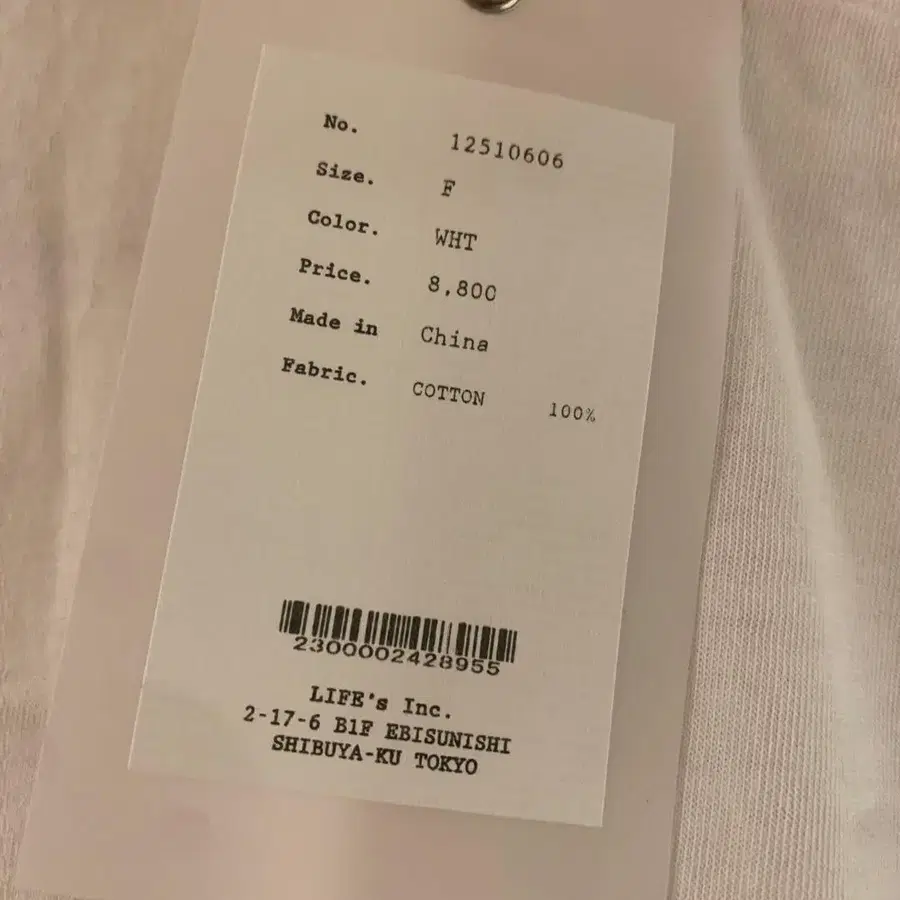 No. 12510606
Size. F
Color. WHT
Price. 8,800
Made in China
Fabric. COTTON 100%
2300002428955
LIFE's Inc.
2-17-6 B1F EBISUNISHI
SHIBUYA-KU TOKYO